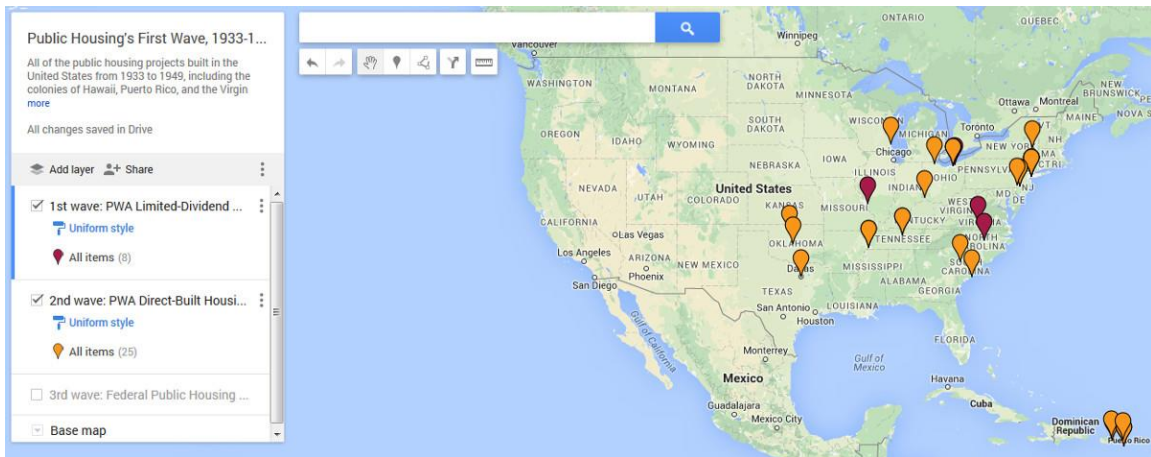 Public Housing's First Wave, 1933-1...
All of the public housing projects built in the
United States from 1933 to 1949, including the
colonies of Hawaii, Puerto Rico, and the Virgin
more
All changes saved in Drive
Add layer Share
1st wave: PWA Limited-Dividend ...
Uniform style
All items (8)
2nd wave: PWA Direct-Built Housi...
Uniform style
All items (25)
3rd wave: Federal Public Housing ...
Base map
ONTARIO
QUEBEC
Winnipeg
Vancouver
WASHINGTON
MONTANA
NORTH
DAKOTA
MINNESOTA
Ottawa
Montreal
NEW
BRUNSWICK
MAINE
NOVA S
OREGON
IDAHO
WYOMING
SOUTH
DAKOTA
WISCON
MICHIGAN
Toronto
VT
NH
NEW YOR
MA
CT
RI
Chicago
IOWA
NEBRASKA
ILLINOIS
INDIAN
OHIO
PENNSYLVA
NJ
MD
DE
NEVADA
UTAH
COLORADO
United States
KANSAS
MISSOURI
WEST
VIRGIN
VIRGINIA
KENTUCKY
CALIFORNIA
Las Vegas
Los Angeles
ARIZONA
NEW MEXICO
OKLAHOMA
TENNESSEE
NORTH
CAROLINA
Phoenix
San Diego
Dallas
MISSISSIPPI
SOUTH
CAROLINA
ALABAMA
GEORGIA
TEXAS
San Antonio
LOUISIANA
Houston
FLORIDA
Gulf of California
Monterrey
Gulf of
Mexico
Mexico
Havana
Cuba
Guadalajara
Mexico City
Dominican
Republic
Puerto Rico